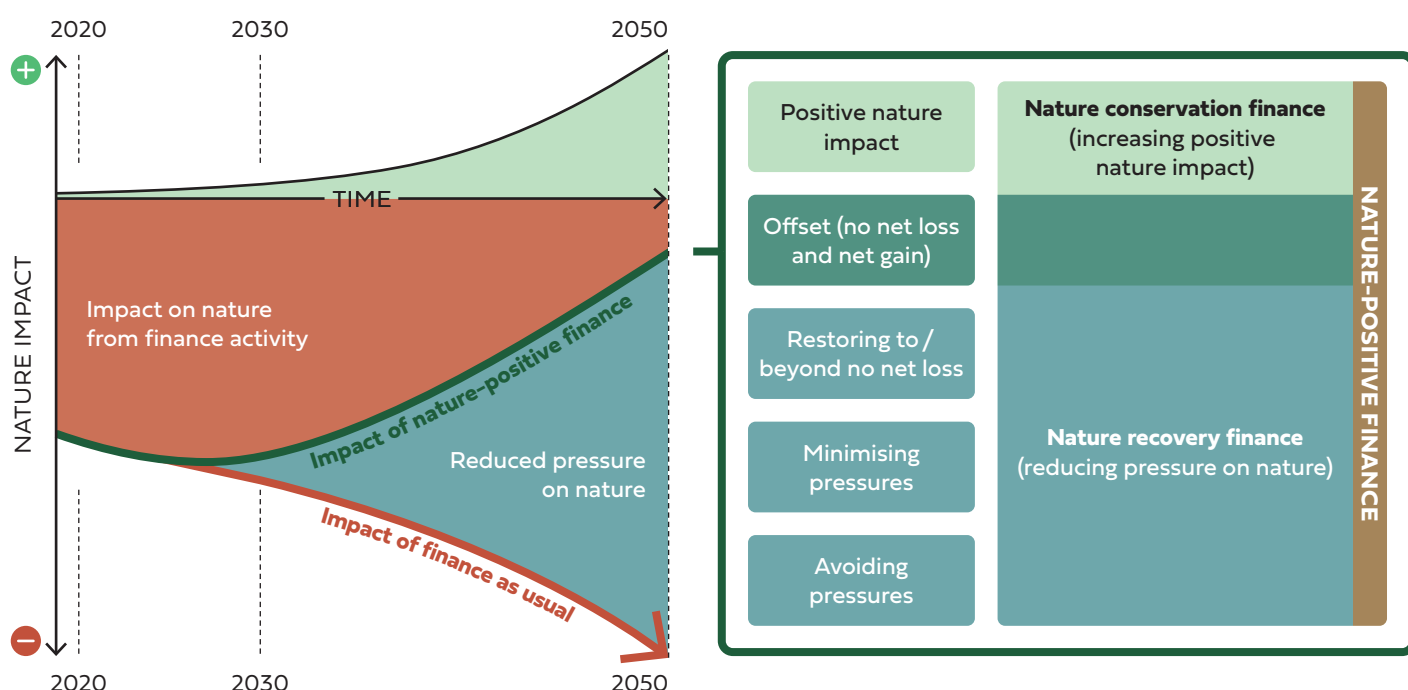 2020
2030
2050
+
NATURE IMPACT
−
TIME
Impact on nature
from finance activity
Impact of nature-positive finance
Reduced pressure
on nature
Impact of finance as usual
2020
2030
2050
Positive nature
impact
Offset (no net loss
and net gain)
Restoring to /
beyond no net loss
Minimising
pressures
Avoiding
pressures
Nature conservation finance
(increasing positive
nature impact)
Nature recovery finance
(reducing pressure on nature)
NATURE-POSITIVE FINANCE